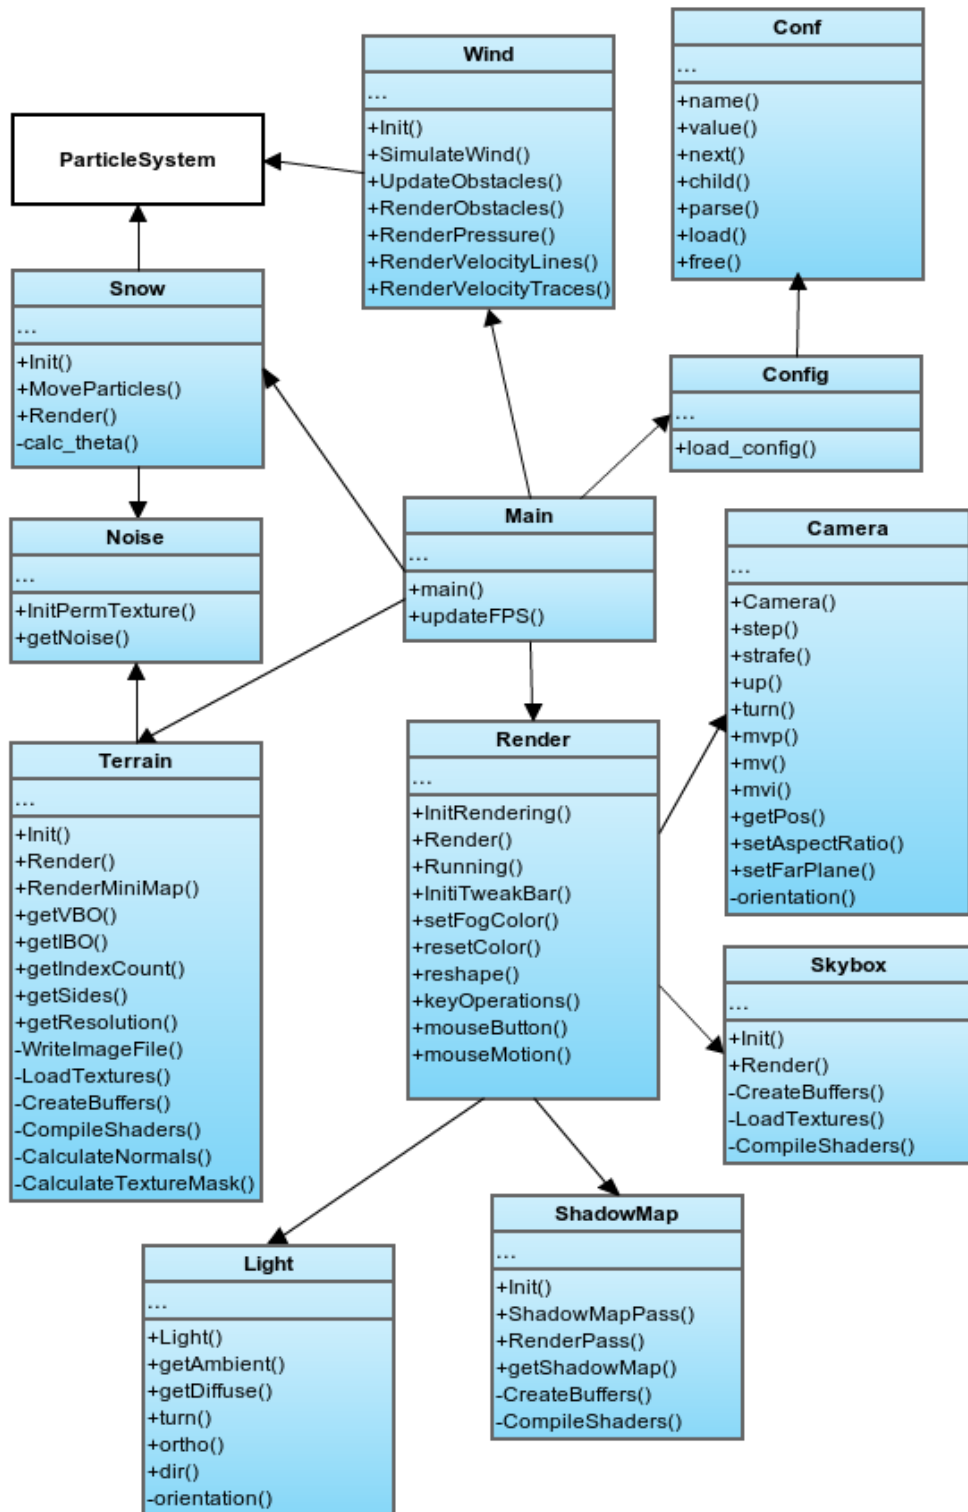 Conf
...
+name()
+value()
+next()
+child()
+parse()
+load()
+free()
Wind
...
+Init()
+SimulateWind()
+UpdateObstacles()
+RenderObstacles()
+RenderPressure()
+RenderVelocityLines()
+RenderVelocityTraces()
ParticleSystem
Snow
...
+Init()
+MoveParticles()
+Render()
-calc_theta()
Config
...
+load_config()
Main
...
+main()
+updateFPS()
Noise
...
+InitPermTexture()
+getNoise()
Camera
...
+Camera()
+step()
+strafe()
+up()
+turn()
+mvp()
+mv()
+mvi()
+getPos()
+setAspectRatio()
+setFarPlane()
-orientation()
Terrain
...
+Init()
+Render()
+RenderMiniMap()
+getVBO()
+getIBO()
+getIndexCount()
+getSides()
+getResolution()
-WriteImageFile()
-LoadTextures()
-CreateBuffers()
-CompileShaders()
-CalculateNormals()
-CalculateTextureMask()
Render
...
+InitRendering()
+Render()
+Running()
+InitiTweakBar()
+setFogColor()
+resetColor()
+reshape()
+keyOperations()
+mouseButton()
+mouseMotion()
Skybox
...
+Init()
+Render()
-CreateBuffers()
-LoadTextures()
-CompileShaders()
ShadowMap
...
+Init()
+ShadowMapPass()
+RenderPass()
+getShadowMap()
-CreateBuffers()
-CompileShaders()
Light
...
+Light()
+getAmbient()
+getDiffuse()
+turn()
+ortho()
+dir()
-orientation()